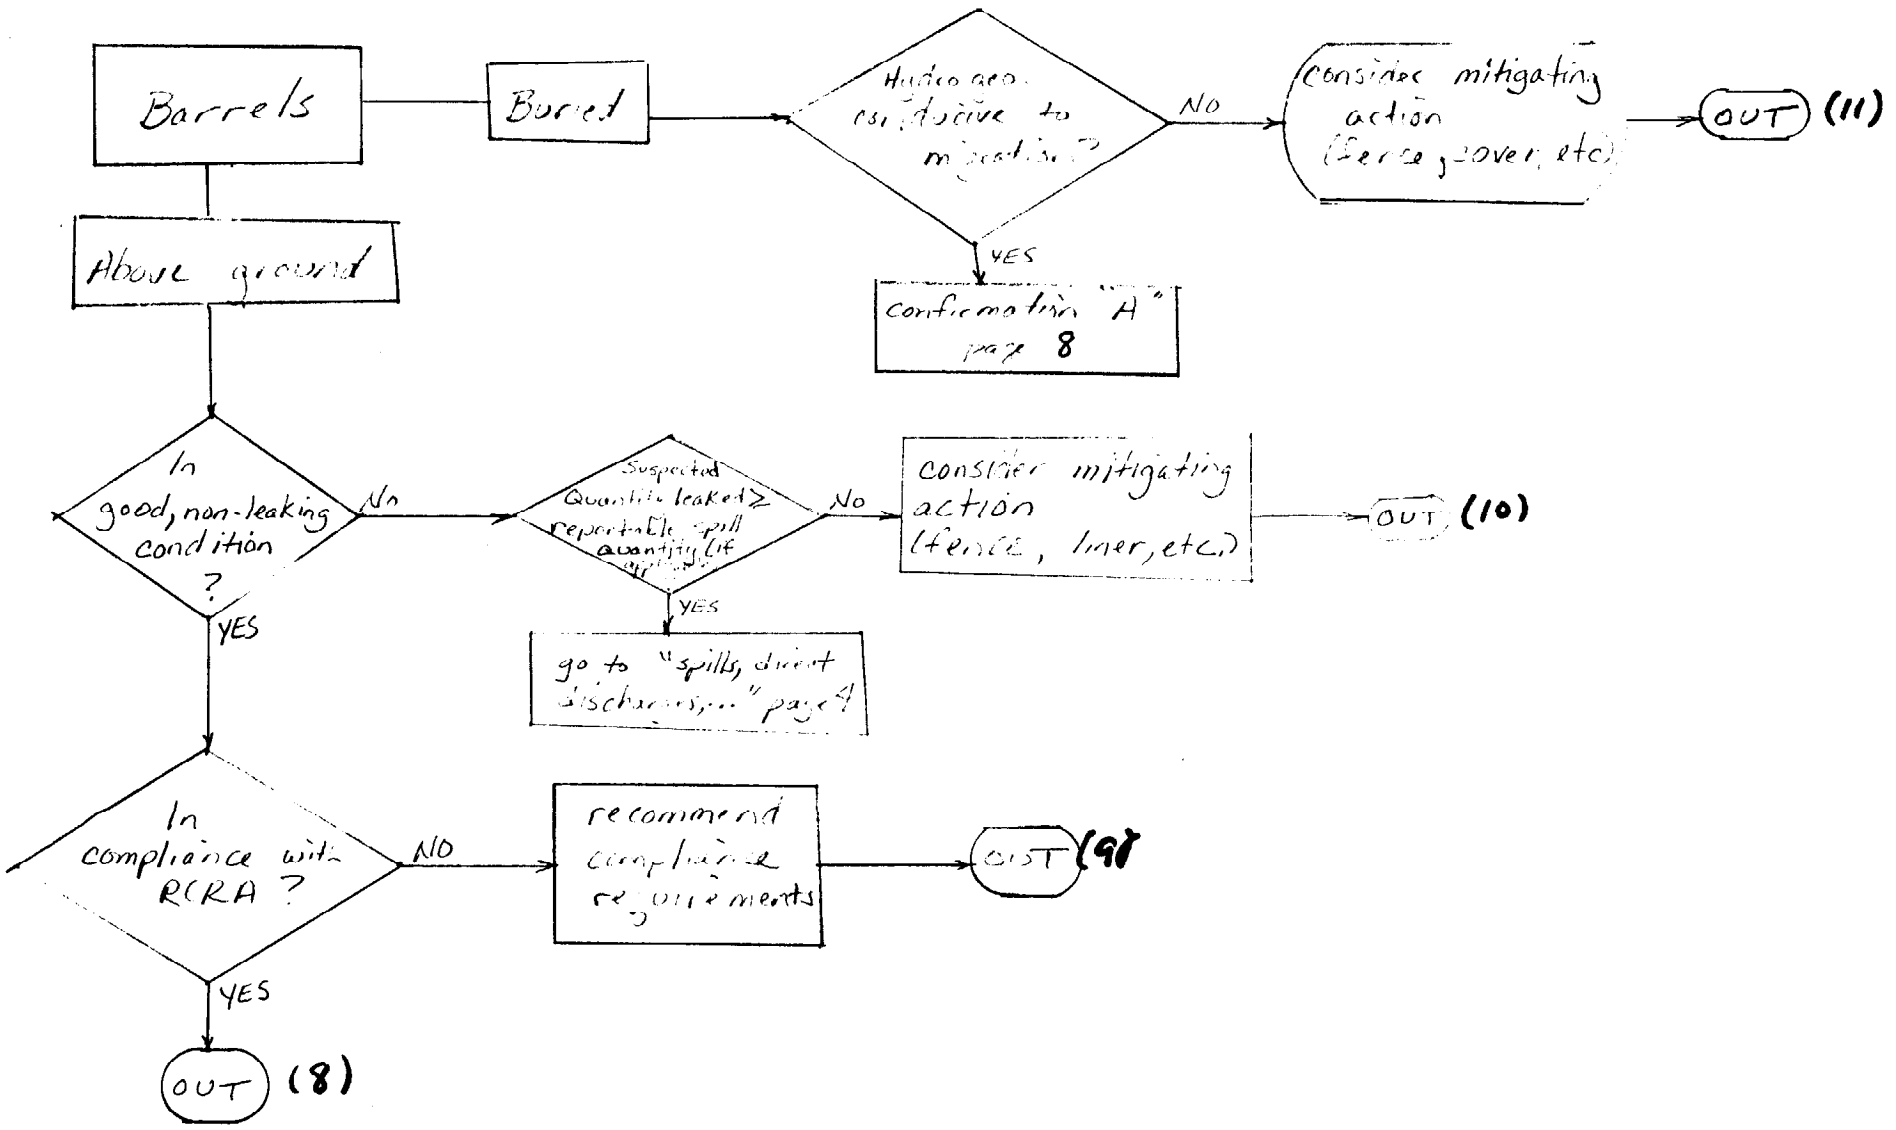 Barrels
Buried
Hydrogeo.
conducive to
migration?
NO
consider mitigating
action
(fence, cover, etc)
OUT (11)
YES
confirmation "A"
page 8
Above ground
In
good, non-leaking
condition
?
No
Suspected
Quantity leaked ≥
reportable spill
quantity (if
NO
consider mitigating
action
(fence, liner, etc.)
OUT (10)
YES
go to "spills, direct
discharges,..." page 4
YES
In
compliance with
RCRA ?
NO
recommend
compliance
requirements
OUT (9)
YES
OUT (8)